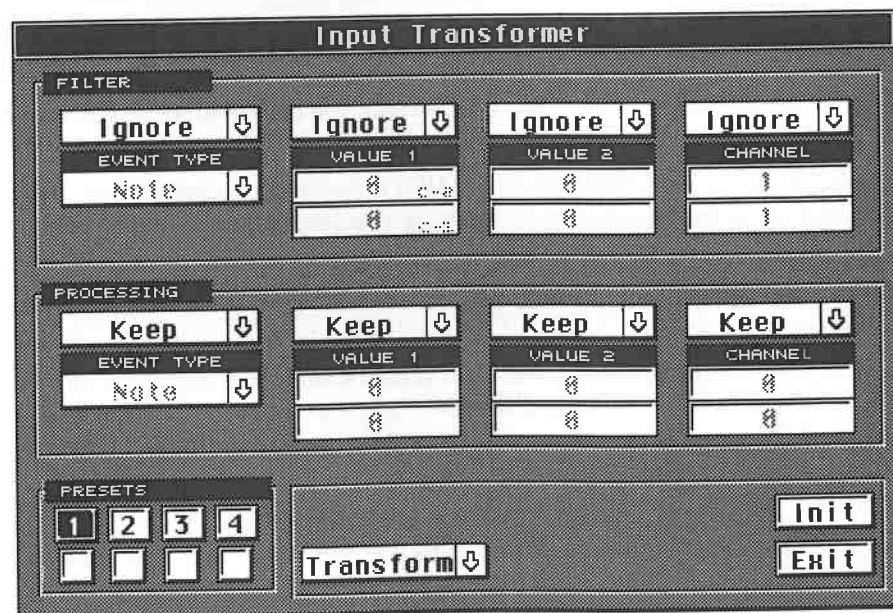 Input Transformer
FILTER
Ignore Ignore Ignore Ignore
EVENT TYPE VALUE 1 VALUE 2 CHANNEL
Note 0 c-2 0 1
0 c-2 0 1
PROCESSING
Keep Keep Keep Keep
EVENT TYPE VALUE 1 VALUE 2 CHANNEL
Note 0 0 0
0 0 0
PRESETS
1 2 3 4 Init
Transform Exit